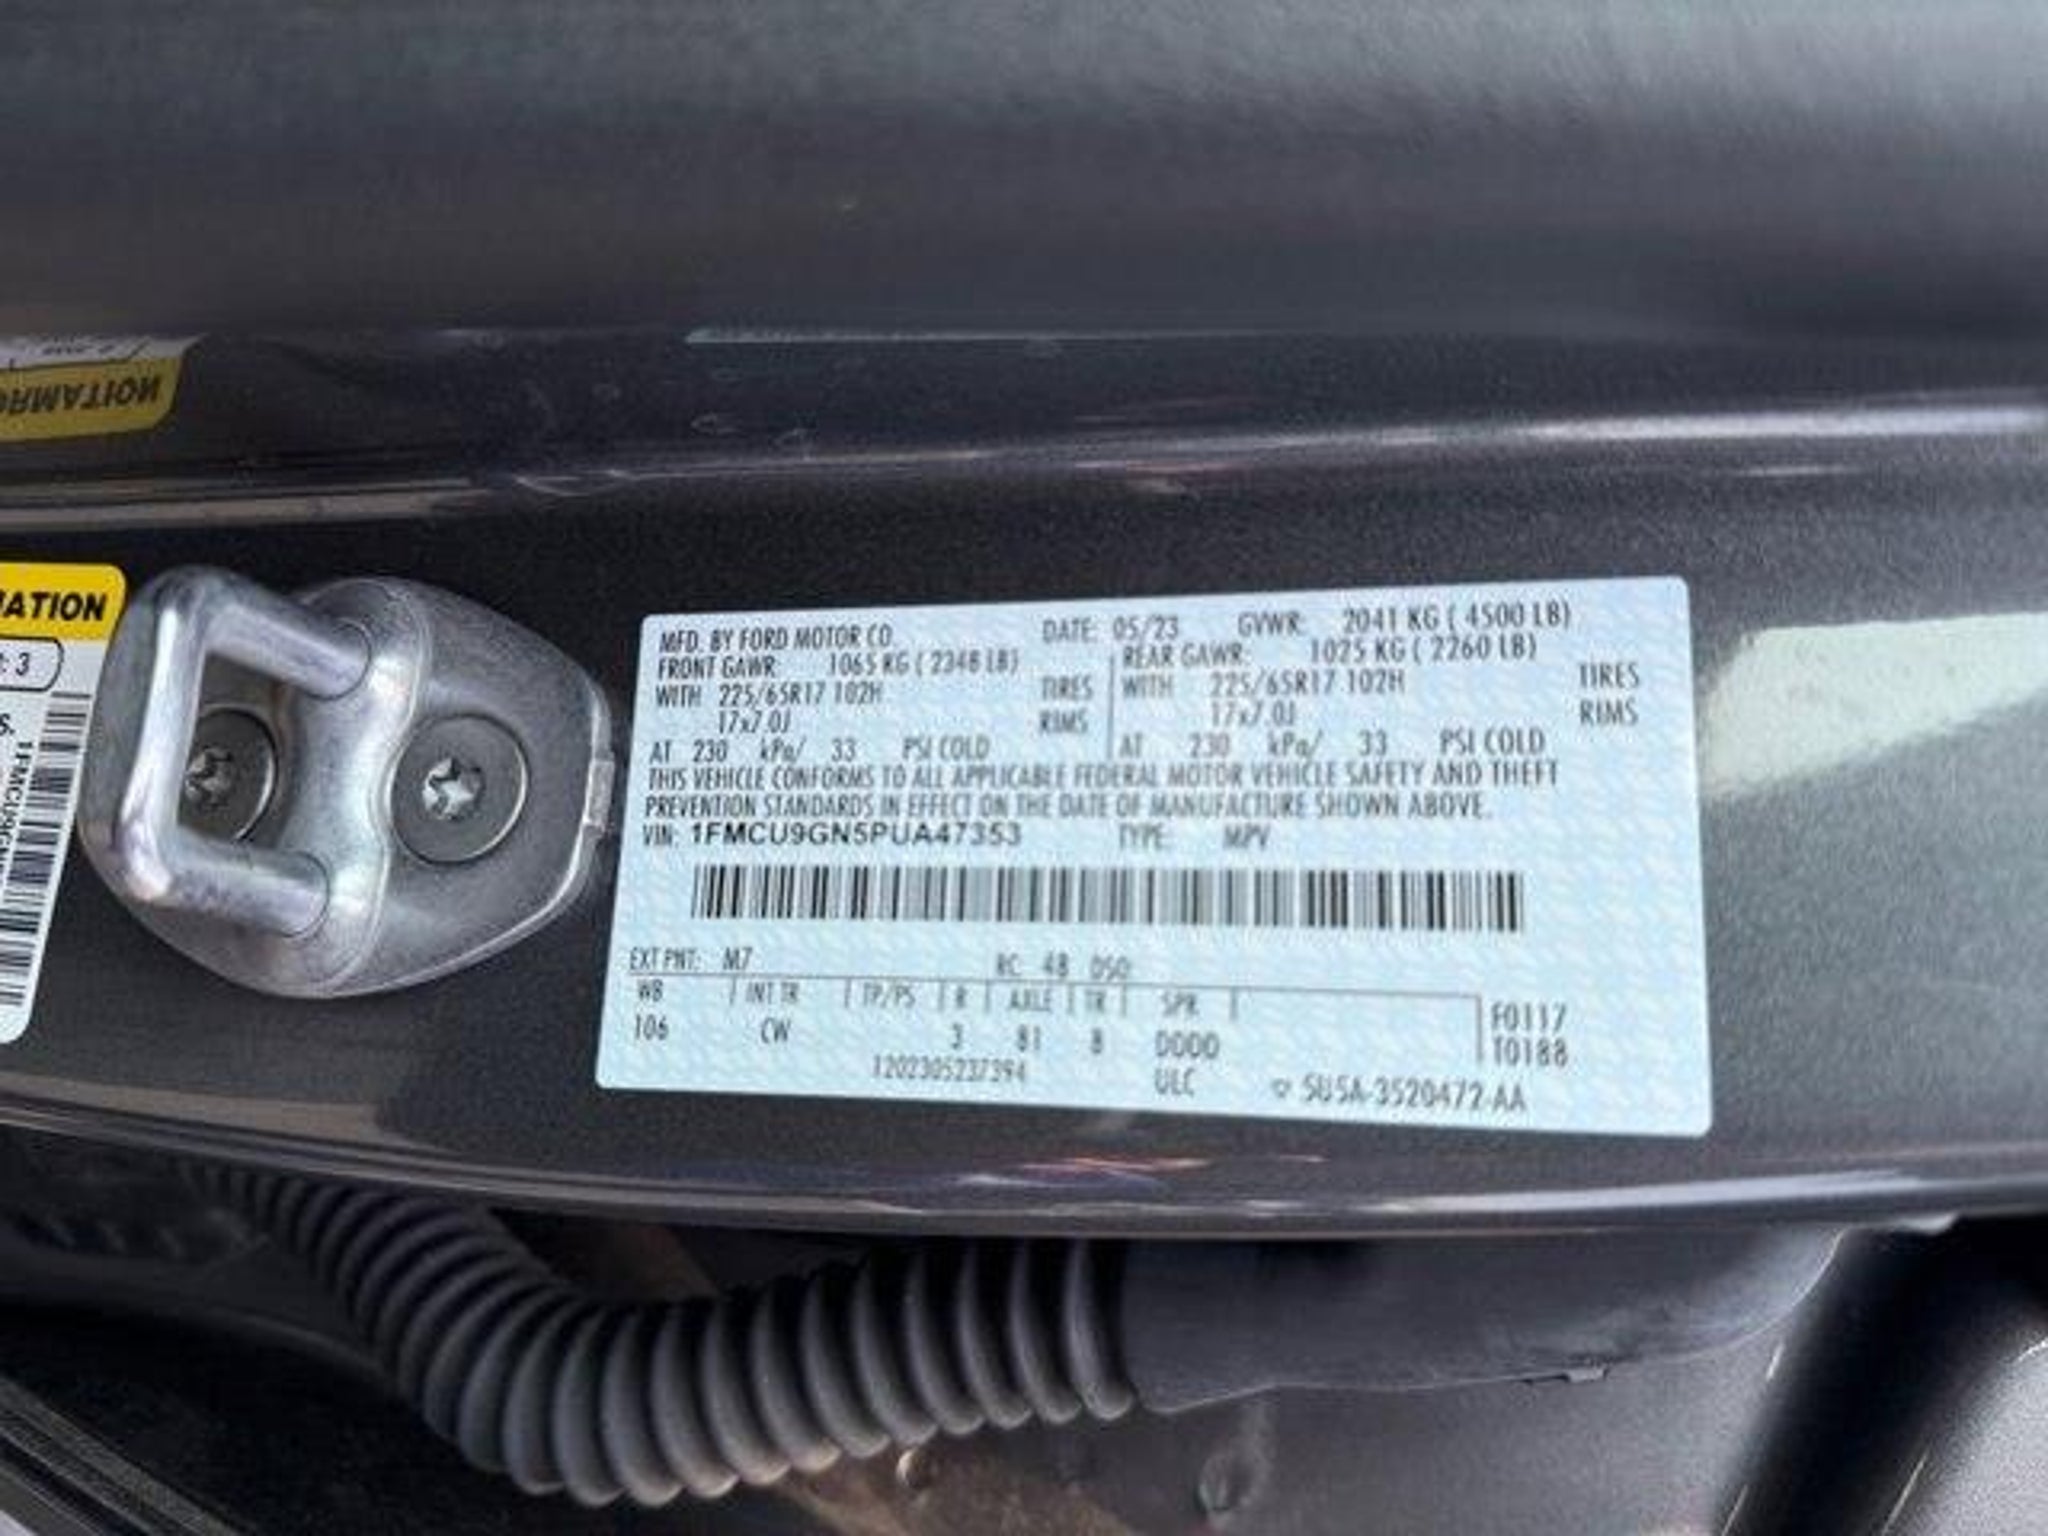 ORMATION
MATION
: 3
S.
1FMCU9GN
MFD. BY FORD MOTOR CO. DATE: 05/23 GVWR: 2041 KG ( 4500 LB)
FRONT GAWR: 1065 KG ( 2348 LB) REAR GAWR: 1025 KG ( 2260 LB)
WITH 225/65R17 102H TIRES WITH 225/65R17 102H TIRES
17x7.0J RIMS 17x7.0J RIMS
AT 230 kPa/ 33 PSI COLD AT 230 kPa/ 33 PSI COLD
THIS VEHICLE CONFORMS TO ALL APPLICABLE FEDERAL MOTOR VEHICLE SAFETY AND THEFT
PREVENTION STANDARDS IN EFFECT ON THE DATE OF MANUFACTURE SHOWN ABOVE.
VIN: 1FMCU9GN5PUA47353 TYPE: MPV
EXT PNT: M7 RC: 48 DSO:
WB INT TR TP/PS R AXLE TR SPR F0117
106 CW 3 81 8 DDDD T0188
1202305237394 ULC 5U5A-3520472-AA